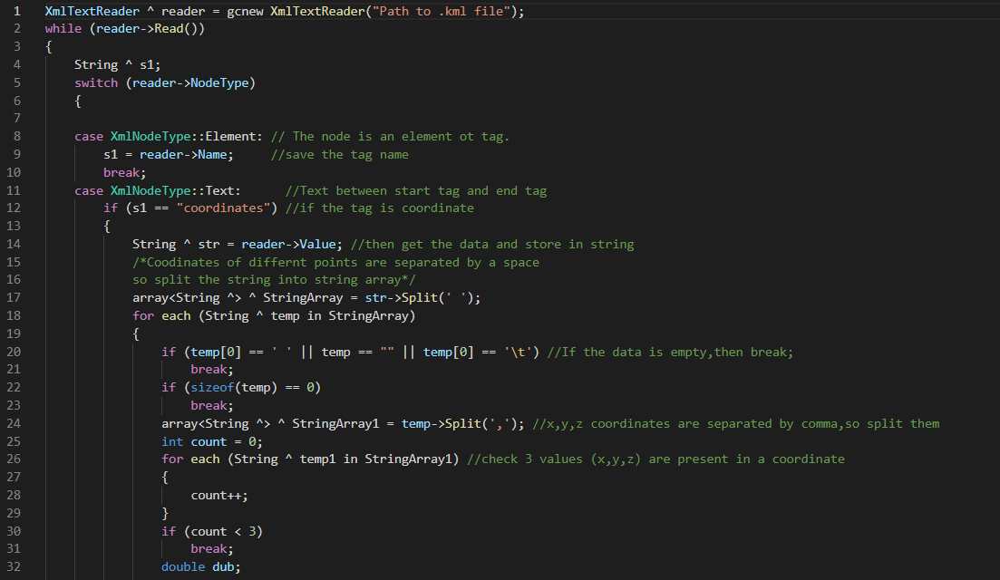 1 XmlTextReader ^ reader = gcnew XmlTextReader("Path to .kml file");
2 while (reader->Read())
3 {
4     String ^ s1;
5     switch (reader->NodeType)
6     {
7
8     case XmlNodeType::Element: // The node is an element ot tag.
9         s1 = reader->Name;     //save the tag name
10         break;
11     case XmlNodeType::Text:      //Text between start tag and end tag
12         if (s1 == "coordinates") //if the tag is coordinate
13         {
14             String ^ str = reader->Value; //then get the data and store in string
15             /*Coodinates of differnt points are separated by a space
16             so split the string into string array*/
17             array<String ^> ^ StringArray = str->Split(' ');
18             for each (String ^ temp in StringArray)
19             {
20                 if (temp[0] == ' ' || temp == "" || temp[0] == '\t') //If the data is empty,then break;
21                     break;
22                 if (sizeof(temp) == 0)
23                     break;
24                 array<String ^> ^ StringArray1 = temp->Split(','); //x,y,z coordinates are separated by comma,so split them
25                 int count = 0;
26                 for each (String ^ temp1 in StringArray1) //check 3 values (x,y,z) are present in a coordinate
27                 {
28                     count++;
29                 }
30                 if (count < 3)
31                     break;
32                 double dub;